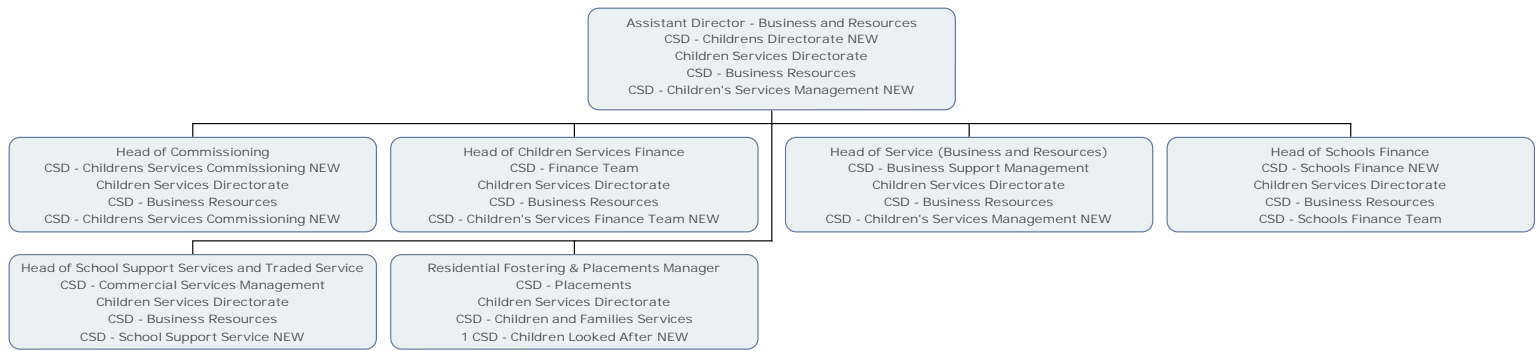 Assistant Director - Business and Resources
CSD - Childrens Directorate NEW
Children Services Directorate
CSD - Business Resources
CSD - Children's Services Management NEW
Head of Commissioning
CSD - Childrens Services Commissioning NEW
Children Services Directorate
CSD - Business Resources
CSD - Childrens Services Commissioning NEW
Head of Children Services Finance
CSD - Finance Team
Children Services Directorate
CSD - Business Resources
CSD - Children's Services Finance Team NEW
Head of Service (Business and Resources)
CSD - Business Support Management
Children Services Directorate
CSD - Business Resources
CSD - Children's Services Management NEW
Head of Schools Finance
CSD - Schools Finance NEW
Children Services Directorate
CSD - Business Resources
CSD - Schools Finance Team
Head of School Support Services and Traded Service
CSD - Commercial Services Management
Children Services Directorate
CSD - Business Resources
CSD - School Support Service NEW
Residential Fostering & Placements Manager
CSD - Placements
Children Services Directorate
CSD - Children and Families Services
1 CSD - Children Looked After NEW